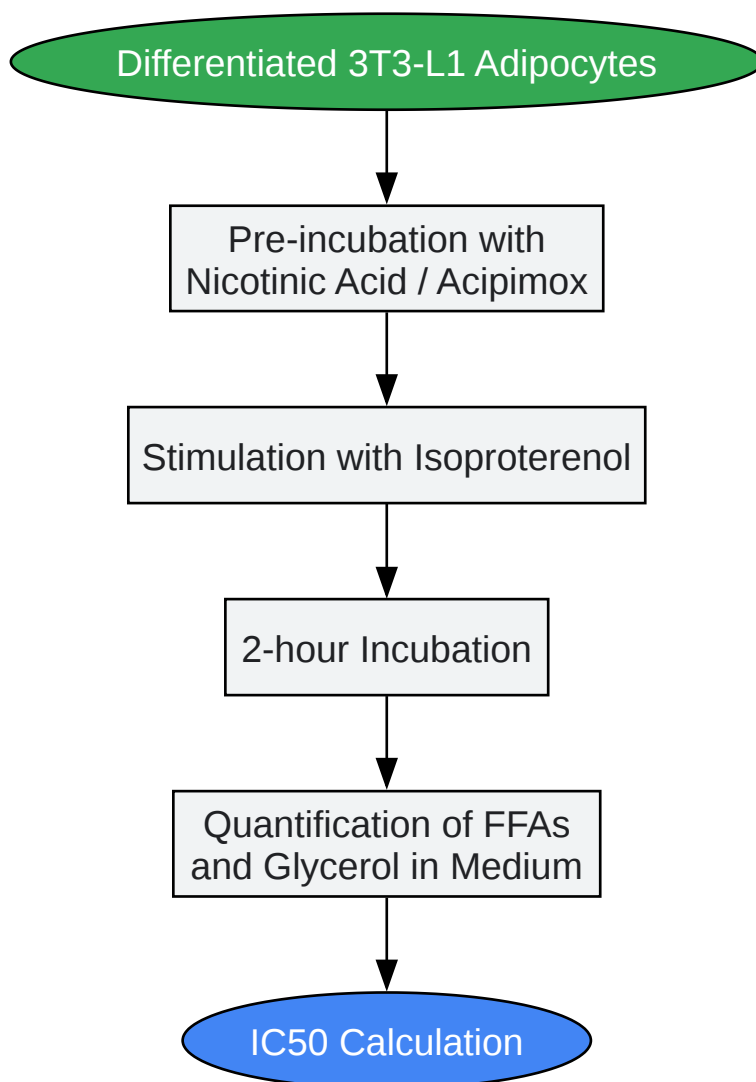 Differentiated 3T3-L1 Adipocytes
Pre-incubation with
Nicotinic Acid / Acipimox
Stimulation with Isoproterenol
2-hour Incubation
Quantification of FFAs
and Glycerol in Medium
IC50 Calculation